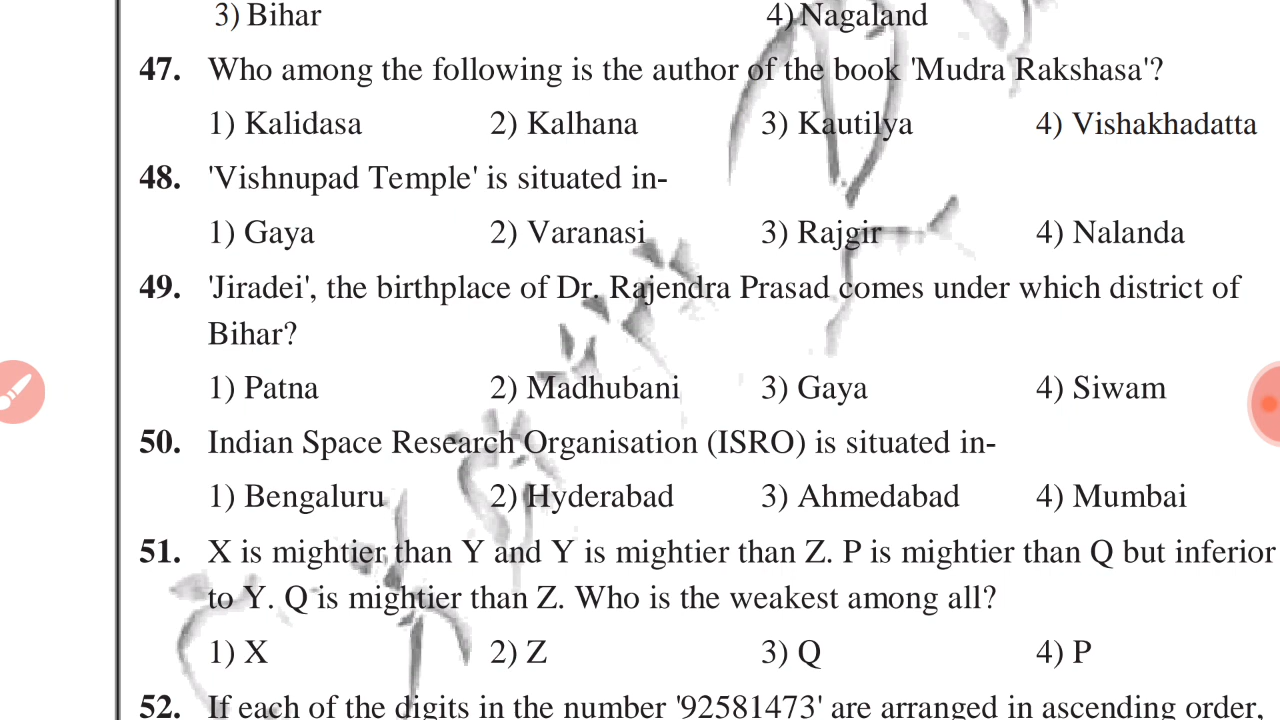 3) Bihar 4) Nagaland
47. Who among the following is the author of the book 'Mudra Rakshasa'?
1) Kalidasa 2) Kalhana 3) Kautilya 4) Vishakhadatta
48. 'Vishnupad Temple' is situated in-
1) Gaya 2) Varanasi 3) Rajgir 4) Nalanda
49. 'Jiradei', the birthplace of Dr. Rajendra Prasad comes under which district of
Bihar?
1) Patna 2) Madhubani 3) Gaya 4) Siwam
50. Indian Space Research Organisation (ISRO) is situated in-
1) Bengaluru 2) Hyderabad 3) Ahmedabad 4) Mumbai
51. X is mightier than Y and Y is mightier than Z. P is mightier than Q but inferior
to Y. Q is mightier than Z. Who is the weakest among all?
1) X 2) Z 3) Q 4) P
52. If each of the digits in the number '92581473' are arranged in ascending order,